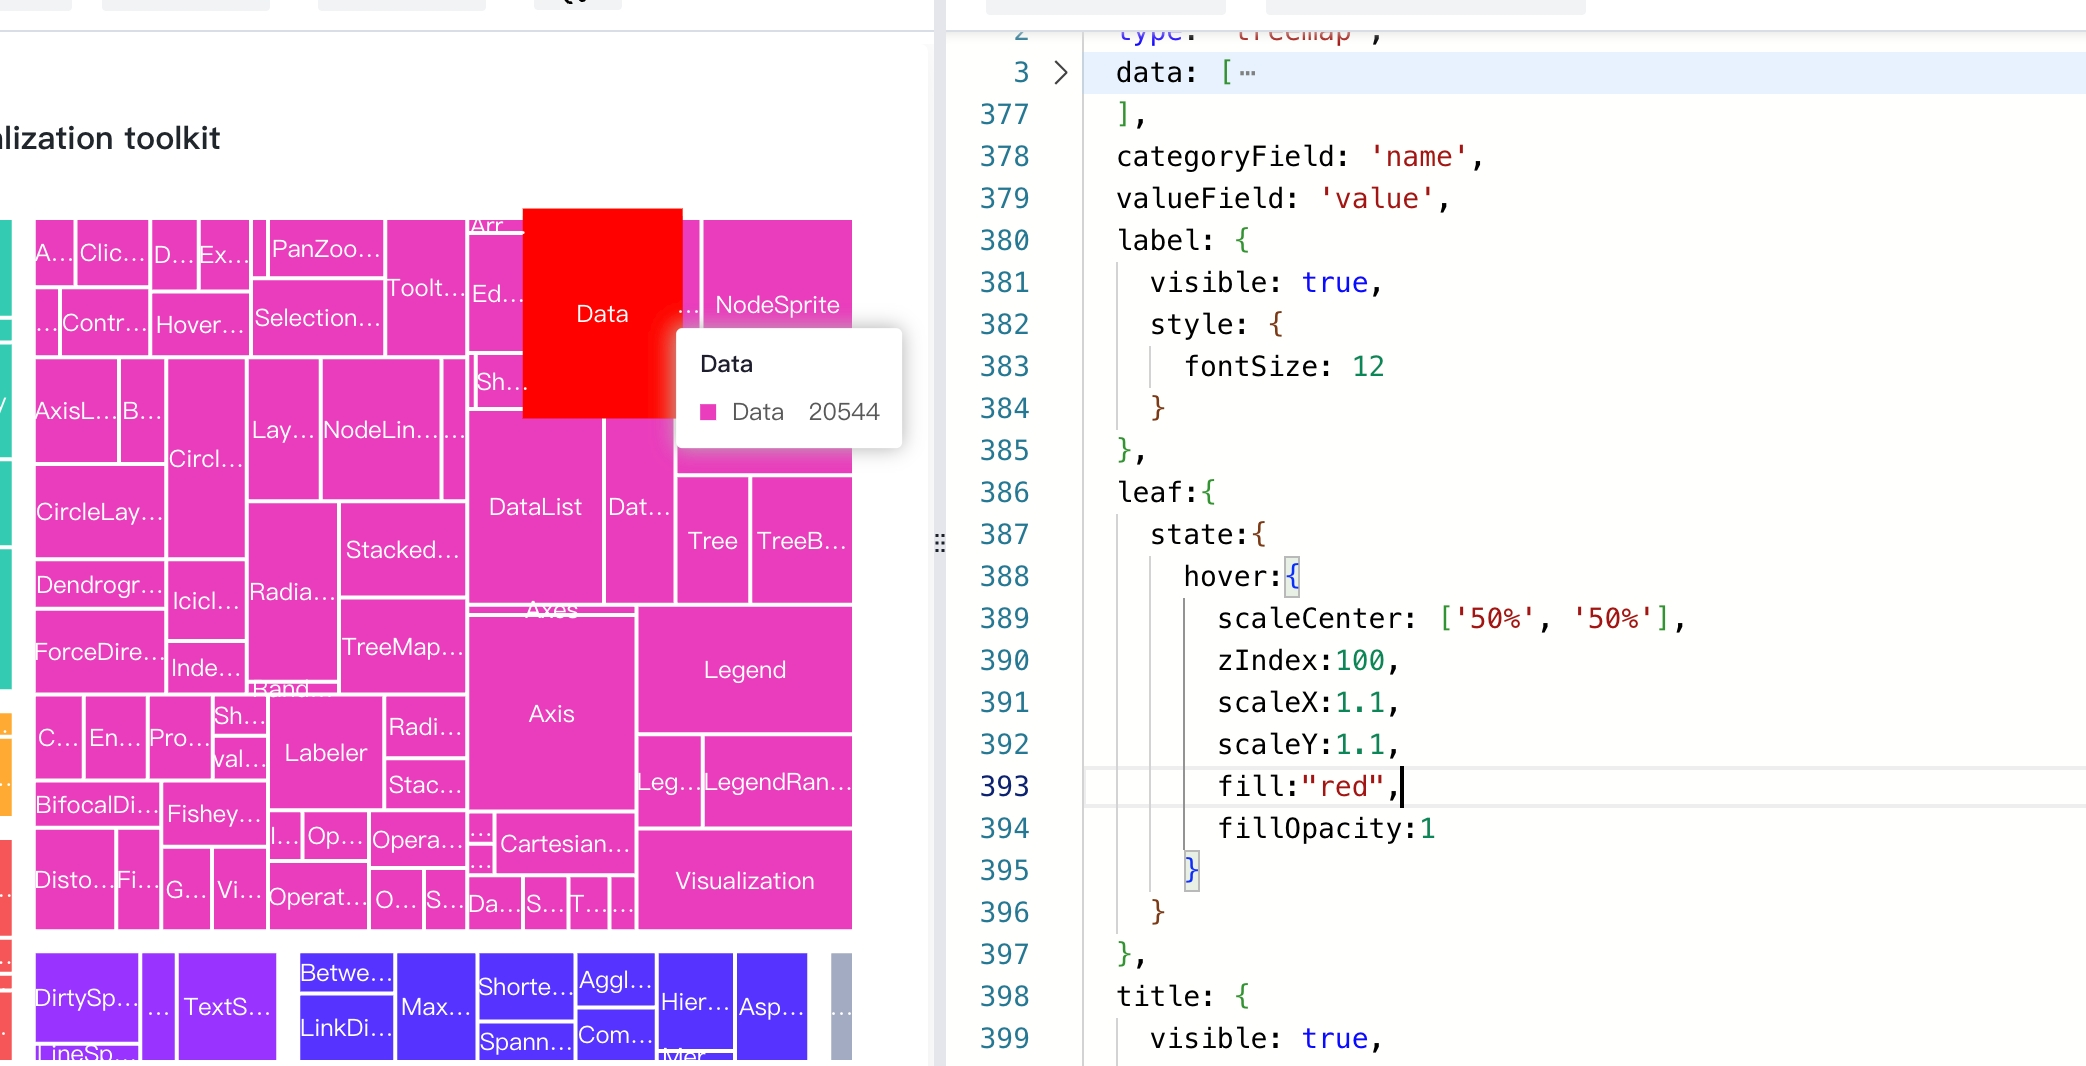 alization toolkit
A...
Clic...
D...
Ex...
PanZoo...
Toolt...
Arr
Ed...
Data
...
NodeSprite
...
Contr...
Hover...
Selection...
Sh...
Data
Data 20544
AxisL...
B...
Circl...
Lay...
NodeLin...
...
CircleLay...
DataList
Dat...
Tree
TreeB...
Stacked...
Dendrogr...
Icicl...
Radia...
Axes
ForceDire...
Inde...
TreeMap...
Legend
Rand...
Axis
C...
En...
Pro...
Sh...
val...
Labeler
Radi...
Stac...
Leg...
LegendRan...
BifocalDi...
Fishey...
I...
Op...
Opera...
...
Cartesian...
...
Disto...
Fi...
G...
Vi...
Operat...
O...
S...
Da...
S...
T...
...
Visualization
DirtySp...
...
TextS...
LineSp...
Betwe...
LinkDi...
Max...
Shorte...
Spann...
Aggl...
Com...
Hier...
Mer
Asp...
...
2 type: 'treemap',
3 data: [ ...
377 ],
378 categoryField: 'name',
379 valueField: 'value',
380 label: {
381 visible: true,
382 style: {
383 fontSize: 12
384 }
385 },
386 leaf:{
387 state:{
388 hover:{
389 scaleCenter: ['50%', '50%'],
390 zIndex:100,
391 scaleX:1.1,
392 scaleY:1.1,
393 fill:"red",
394 fillOpacity:1
395 }
396 }
397 },
398 title: {
399 visible: true,